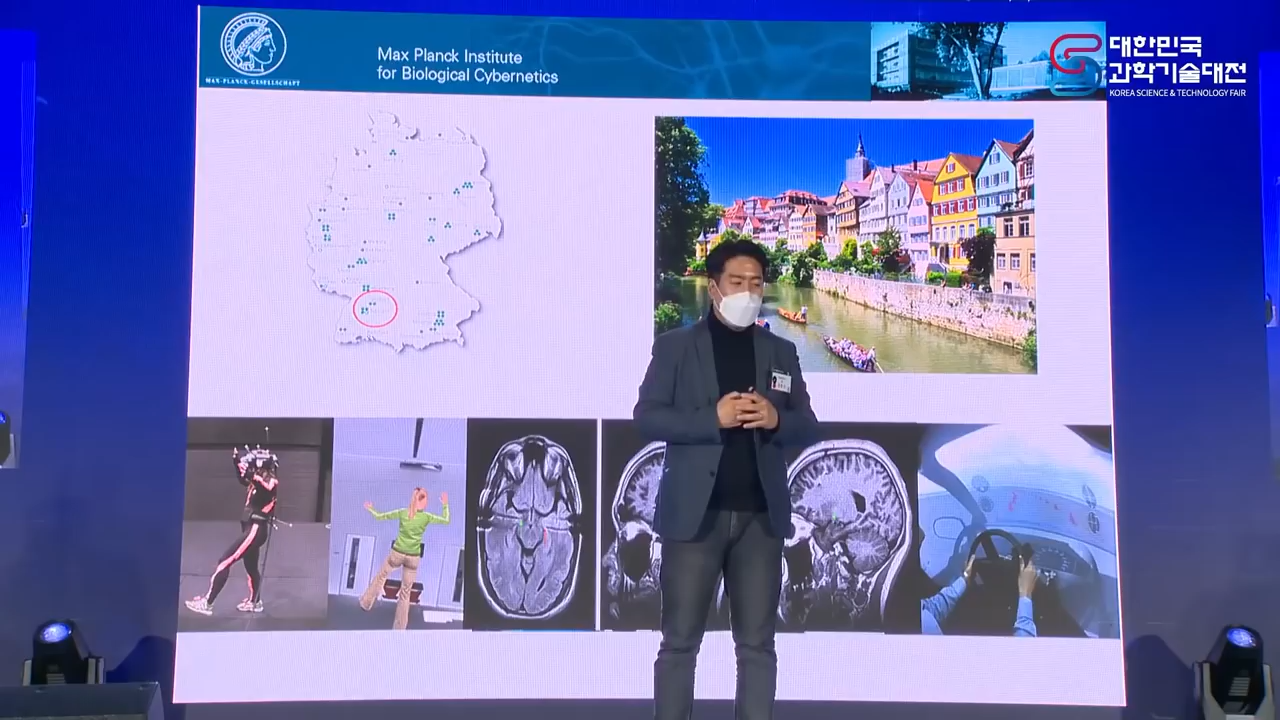 Max Planck Institute
for Biological Cybernetics
MAX-PLANCK-GESELLSCHAFT
대한민국
과학기술대전
KOREA SCIENCE & TECHNOLOGY FAIR